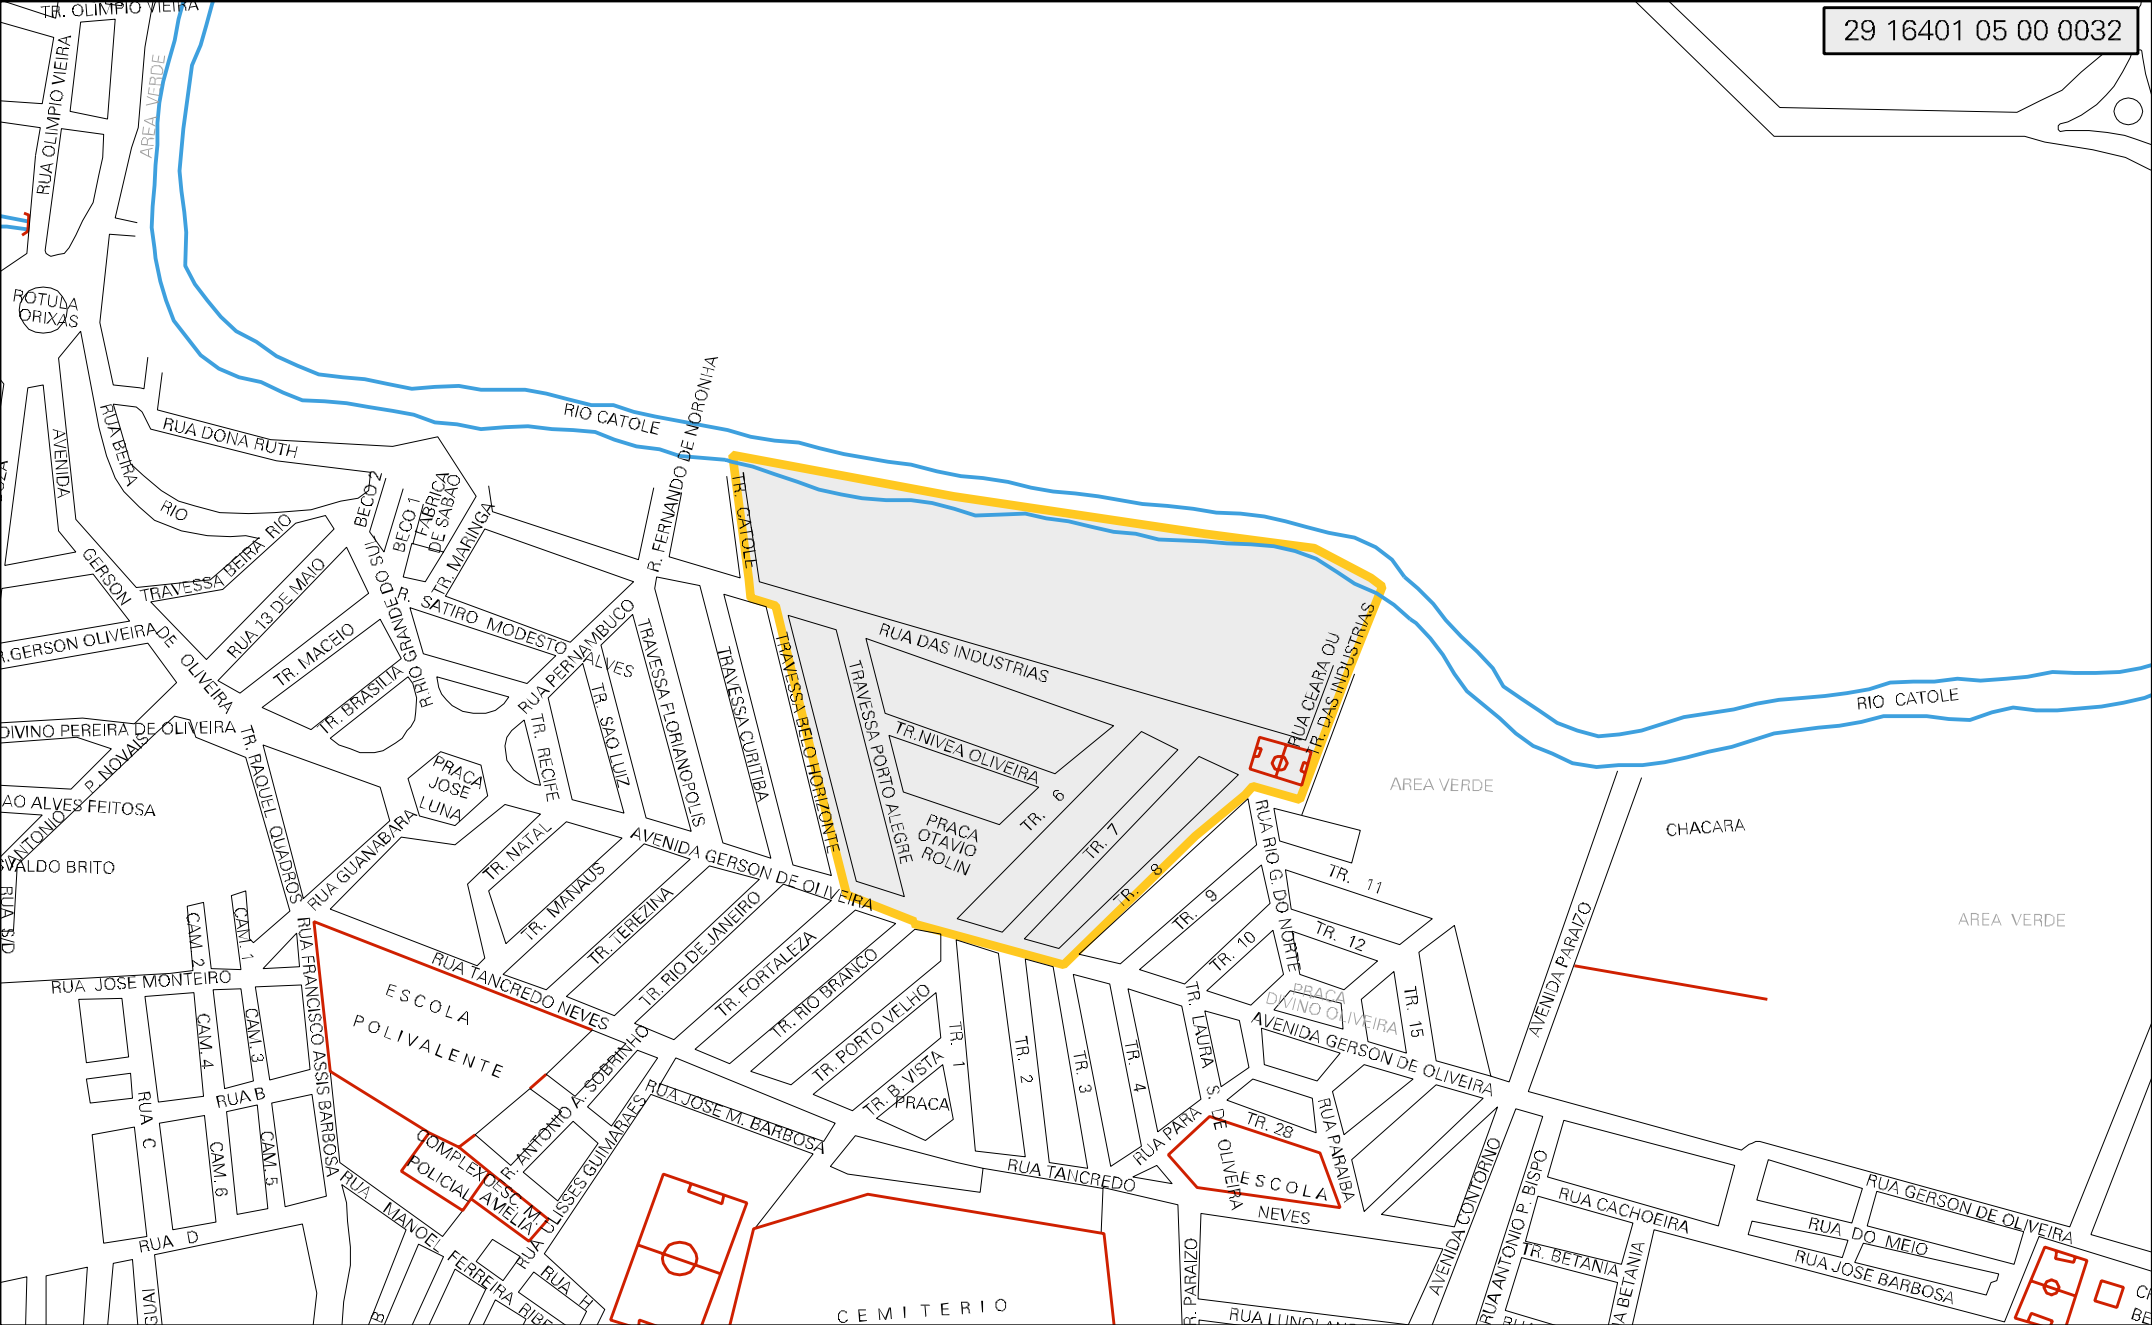 TR. OLIMPIO VIEIRA
29 16401 05 00 0032
RUA OLIMPIO VIEIRA
AREA VERDE
ROTULA
ORIXAS
RIO CATOLE
R. FERNANDO DE NORONHA
RUA DONA RUTH
AVENIDA
GERSON
DE OLIVEIRA
RUA BEIRA
RIO
BECO 2
BECO 1
FABRICA
DE SABAO
TR. MARINGA
TR. CATOLE
TRAVESSA BEIRA RIO
RUA 13 DE MAIO
R.RIO GRANDE DO SUL
R. SATIRO MODESTO ALVES
R.GERSON OLIVEIRA
TR. MACEIO
TR. BRASILIA
RUA PERNAMBUCO
TRAVESSA FLORIANOPOLIS
TRAVESSA CURITIBA
TRAVESSA BELO HORIZONTE
RUA DAS INDUSTRIAS
RUA CEARA OU
TR. DAS INDUSTRIAS
TRAVESSA PORTO ALEGRE
TR.NIVEA OLIVEIRA
RIO CATOLE
DIVINO PEREIRA DE OLIVEIRA
TR. RAQUEL QUADROS
TR. RECIFE
TR. SAO LUIZ
PRACA
JOSE
LUNA
ANTONIO P. NOVAIS
AO ALVES FEITOSA
VALDO BRITO
RUA S/D
RUA GUANABARA
TR. NATAL
AVENIDA GERSON DE OLIVEIRA
TR. 6
TR. 7
TR. 8
PRACA
OTAVIO
ROLIN
AREA VERDE
CHACARA
AREA VERDE
RUA RIO G. DO NORTE
TR. 11
TR. 9
TR. 12
TR. 10
TR. 15
PRACA
DIVINO OLIVEIRA
AVENIDA GERSON DE OLIVEIRA
AVENIDA PARAIZO
TR. MANAUS
TR. TEREZINA
TR. RIO DE JANEIRO
TR. FORTALEZA
TR. RIO BRANCO
TR. PORTO VELHO
TR. B. VISTA
PRACA
CAM. 2
CAM. 1
RUA JOSE MONTEIRO
RUA FRANCISCO ASSIS BARBOSA
RUA TANCREDO NEVES
ESCOLA
POLIVALENTE
CAM. 4
CAM. 3
RUA B
RUA C
CAM. 6
CAM. 5
RUA D
R. ANTONIO A. SOBRINHO
RUA ULISSES GUIMARAES
RUA JOSE M. BARBOSA
TR. 1
TR. 2
TR. 3
TR. 4
TR. LAURA S. DE OLIVEIRA
RUA PARA
TR. 28
RUA PARAIBA
ESCOLA
RUA TANCREDO
NEVES
COMPLEXO
POLICIAL
ESC. M.
AMELIA
RUA MANOEL FERREIRA RIBE
RUA H
CEMITERIO
R. PARAIZO
RUA LUNOLAN
AVENIDA CONTORNO
RUA ANTONIO P. BISPO
RUA CACHOEIRA
TR. BETANIA
A BETANIA
RUA GERSON DE OLIVEIRA
RUA DO MEIO
RUA JOSE BARBOSA
GUAI
B
BE